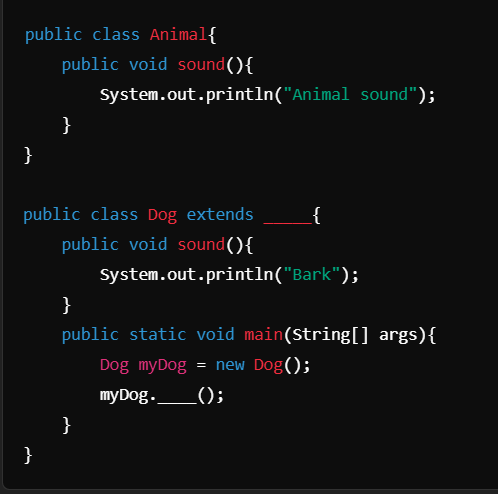 public class Animal{
    public void sound(){
        System.out.println("Animal sound");
    }
}

public class Dog extends _____{
    public void sound(){
        System.out.println("Bark");
    }
    public static void main(String[] args){
        Dog myDog = new Dog();
        myDog.____();
    }
}